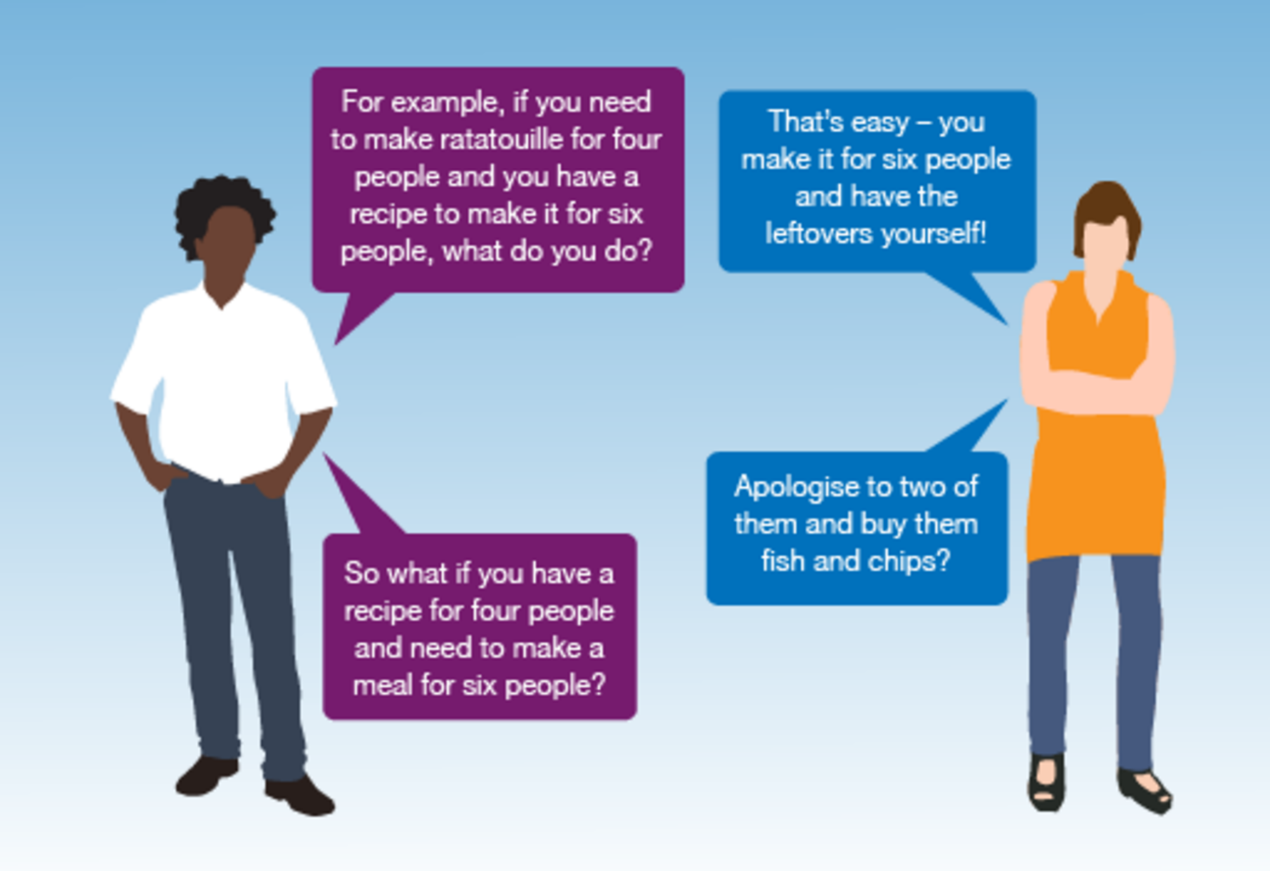 For example, if you need
to make ratatouille for four
people and you have a
recipe to make it for six
people, what do you do?
That's easy – you
make it for six people
and have the
leftovers yourself!
So what if you have a
recipe for four people
and need to make a
meal for six people?
Apologise to two of
them and buy them
fish and chips?